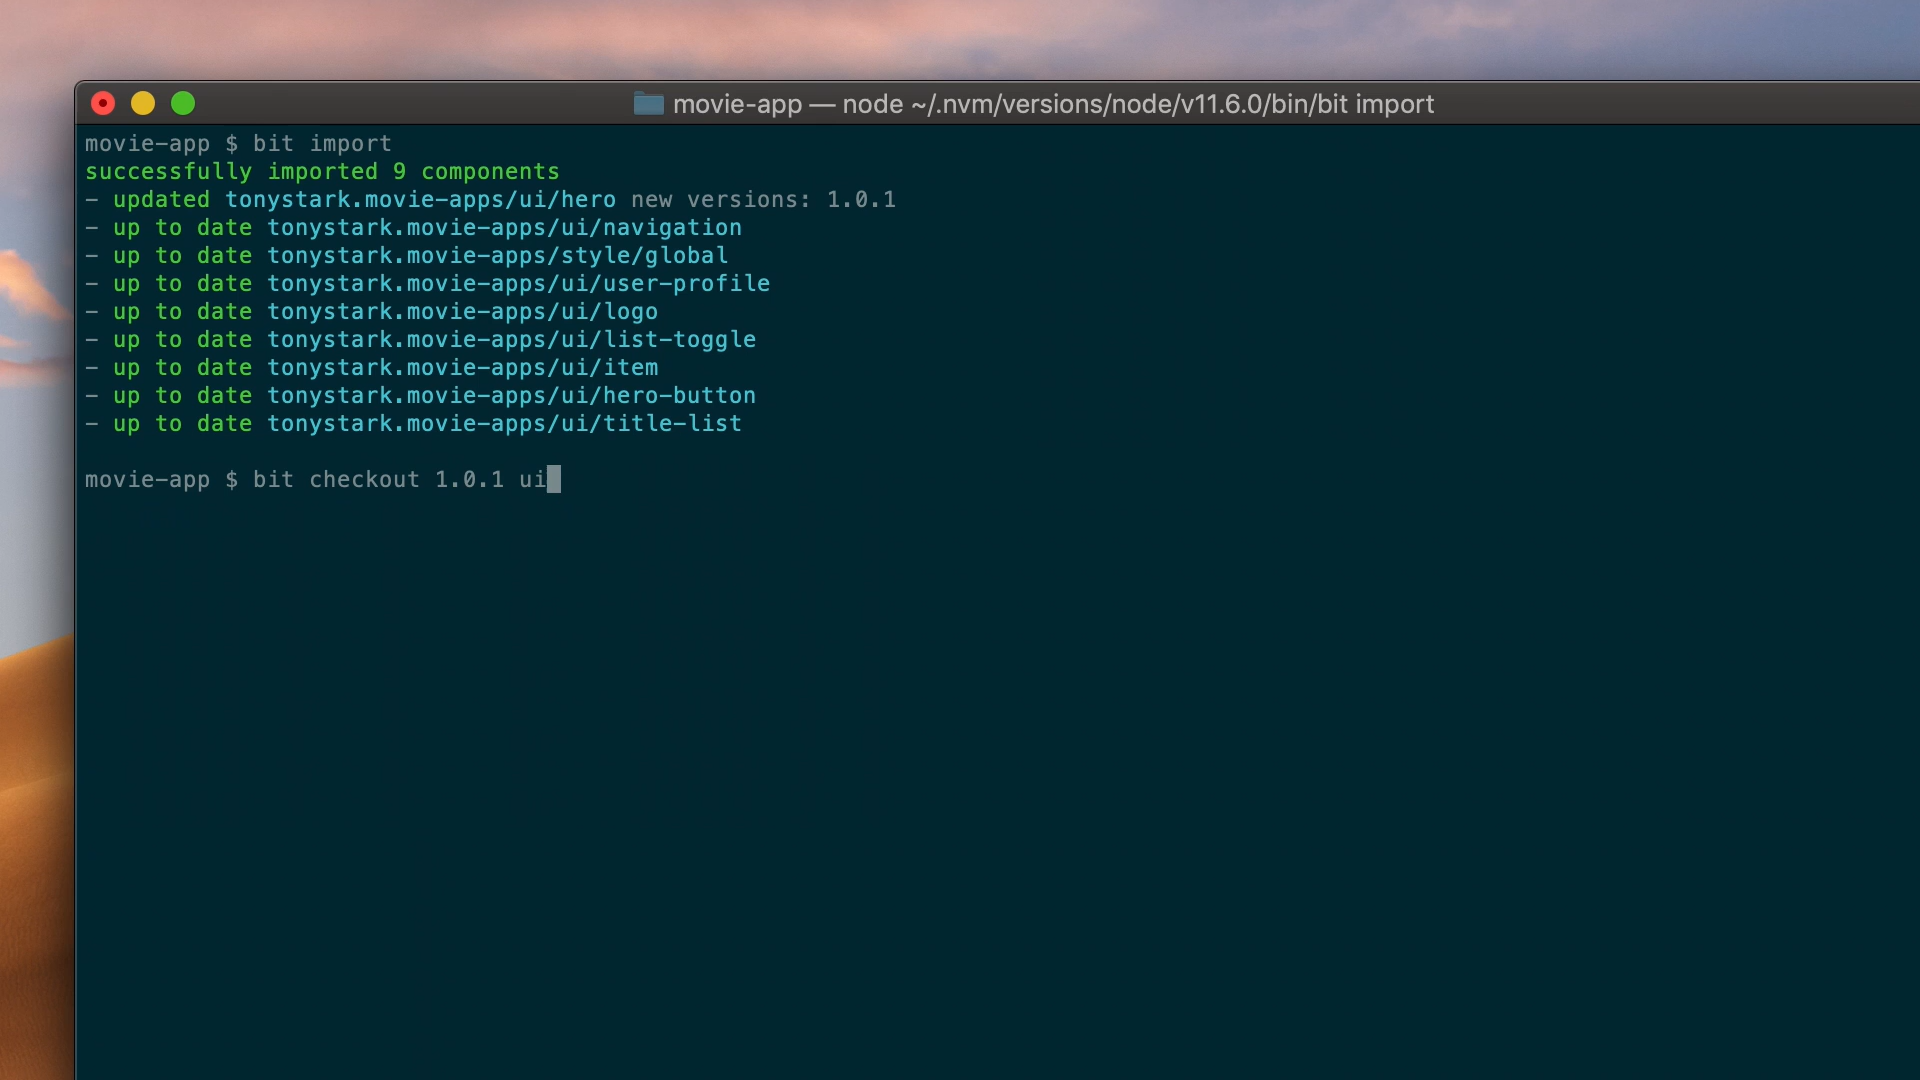 movie-app — node ~/.nvm/versions/node/v11.6.0/bin/bit import
movie-app $ bit import
successfully imported 9 components
- updated tonystark.movie-apps/ui/hero new versions: 1.0.1
- up to date tonystark.movie-apps/ui/navigation
- up to date tonystark.movie-apps/style/global
- up to date tonystark.movie-apps/ui/user-profile
- up to date tonystark.movie-apps/ui/logo
- up to date tonystark.movie-apps/ui/list-toggle
- up to date tonystark.movie-apps/ui/item
- up to date tonystark.movie-apps/ui/hero-button
- up to date tonystark.movie-apps/ui/title-list
movie-app $ bit checkout 1.0.1 ui